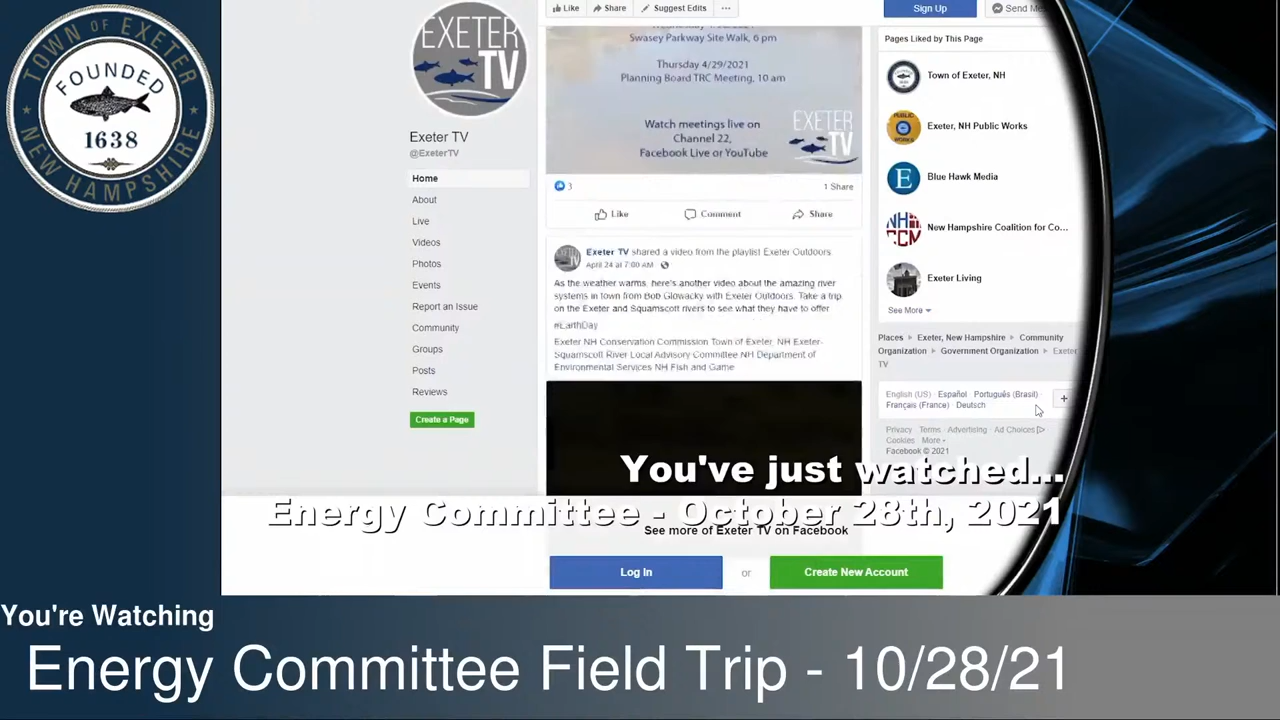 TOWN OF EXETER
NEW HAMPSHIRE
FOUNDED
1638
Like
Share
Suggest Edits
Sign Up
EXETER
TV
Exeter TV
@ExeterTV
Home
About
Live
Videos
Photos
Events
Report an Issue
Community
Groups
Posts
Reviews
Create a Page
Swasey Parkway Site Walk, 6 pm
Thursday 4/29/2021
Planning Board TRC Meeting, 10 am
Watch meetings live on
Channel 22,
Facebook Live or YouTube
EXETER
TV
3
1 Share
Like
Comment
Share
Exeter TV shared a video from the playlist Exeter Outdoors.
April 24 at 7:00 AM
As the weather warms, here's another video about the amazing river
systems in town from Bob Glowacky with Exeter Outdoors. Take a trip
on the Exeter and Squamscott rivers to see what they have to offer
#EarthDay
Exeter NH Conservation Commission Town of Exeter, NH Exeter-
Squamscott River Local Advisory Committee NH Department of
Environmental Services NH Fish and Game
Pages Liked by This Page
Town of Exeter, NH
Exeter, NH Public Works
Blue Hawk Media
New Hampshire Coalition for Co...
Exeter Living
See More
Places
Exeter, New Hampshire
Community
Organization
Government Organization
Exeter
TV
English (US) · Español · Português (Brasil) ·
Français (France) · Deutsch
Privacy · Terms · Advertising · Ad Choices
Cookies · More
Facebook © 2021
You've just watched...
Energy Committee - October 28th, 2021
See more of Exeter TV on Facebook
Log In
or
Create New Account
You're Watching
Energy Committee Field Trip - 10/28/21